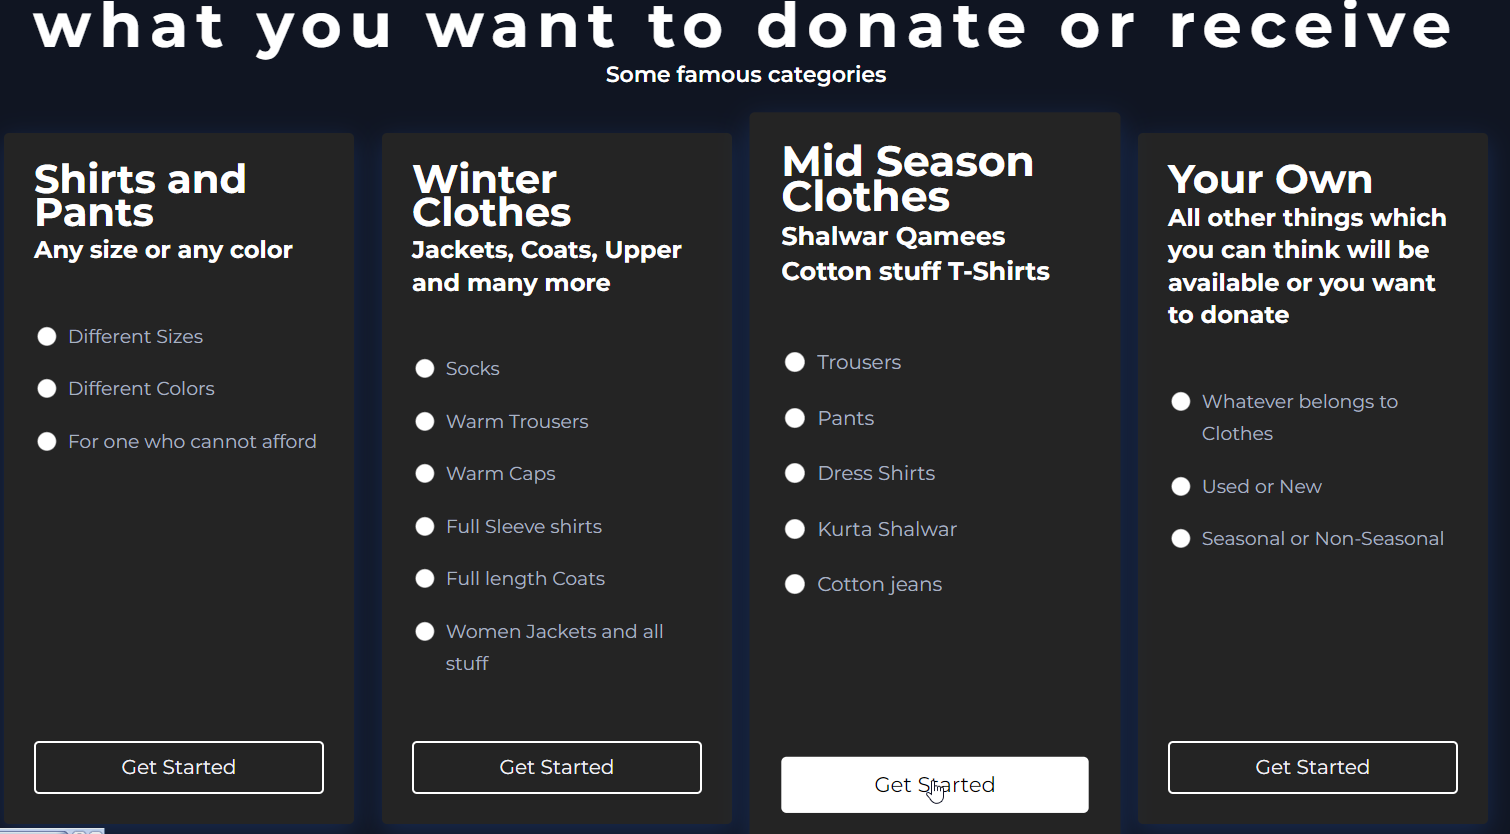 what you want to donate or receive
Some famous categories
Shirts and
Pants
Any size or any color
Different Sizes
Different Colors
For one who cannot afford
Get Started
Winter
Clothes
Jackets, Coats, Upper
and many more
Socks
Warm Trousers
Warm Caps
Full Sleeve shirts
Full length Coats
Women Jackets and all
stuff
Get Started
Mid Season
Clothes
Shalwar Qamees
Cotton stuff T-Shirts
Trousers
Pants
Dress Shirts
Kurta Shalwar
Cotton jeans
Get Started
Your Own
All other things which
you can think will be
available or you want
to donate
Whatever belongs to
Clothes
Used or New
Seasonal or Non-Seasonal
Get Started